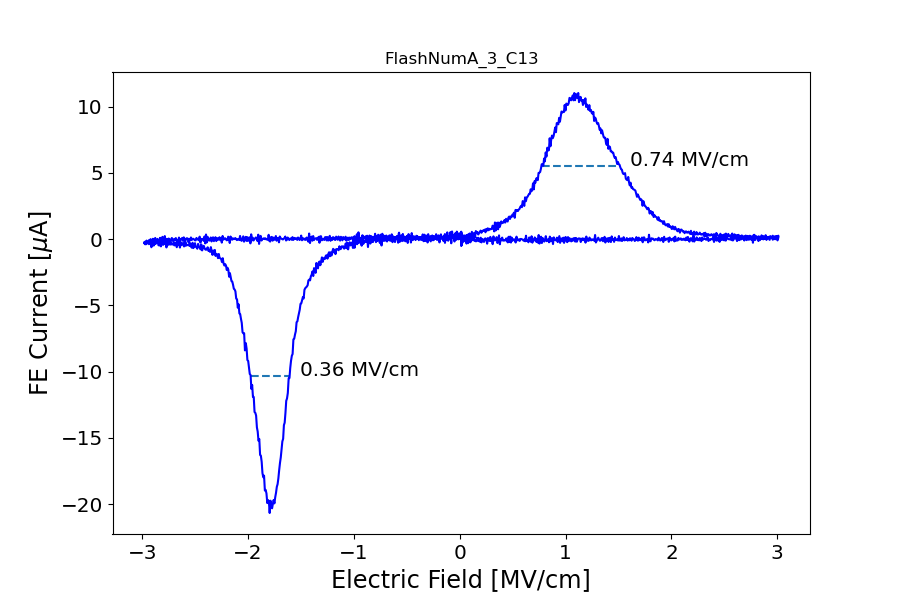 FlashNumA_3_C13
FE Current [μA]
10
5
0
−5
−10
−15
−20
0.74 MV/cm
0.36 MV/cm
−3 −2 −1 0 1 2 3
Electric Field [MV/cm]